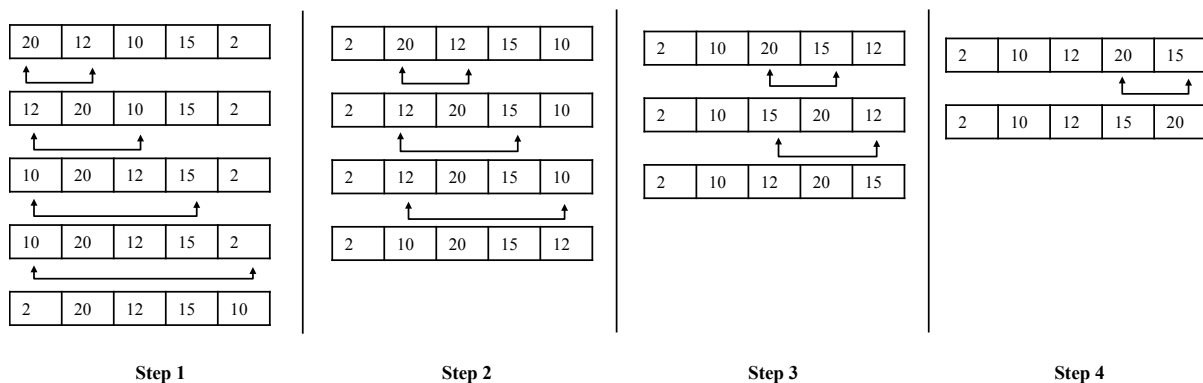 20 12 10 15 2
12 20 10 15 2
10 20 12 15 2
10 20 12 15 2
2 20 12 15 10
Step 1
2 20 12 15 10
2 12 20 15 10
2 12 20 15 10
2 10 20 15 12
Step 2
2 10 20 15 12
2 10 15 20 12
2 10 12 20 15
Step 3
2 10 12 20 15
2 10 12 15 20
Step 4